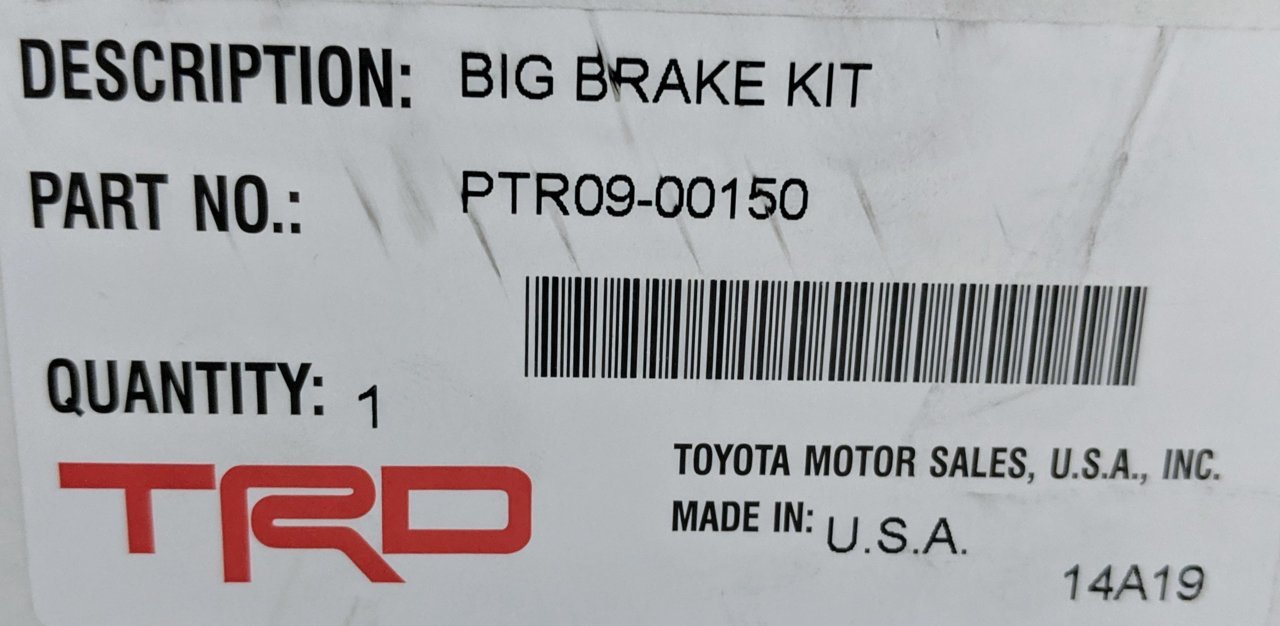 DESCRIPTION: BIG BRAKE KIT
PART NO.: PTR09-00150
QUANTITY: 1
TRD
TOYOTA MOTOR SALES, U.S.A., INC.
MADE IN: U.S.A.
14A19